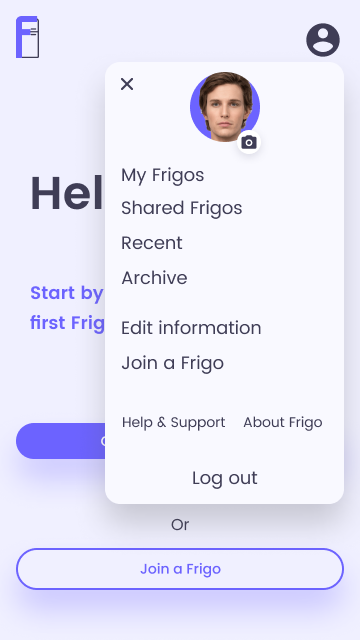 F
Hel
My Frigos
Shared Frigos
Recent
Archive
Start by
first Frig
Edit information
Join a Frigo
Help & Support About Frigo
Log out
Or
Join a Frigo